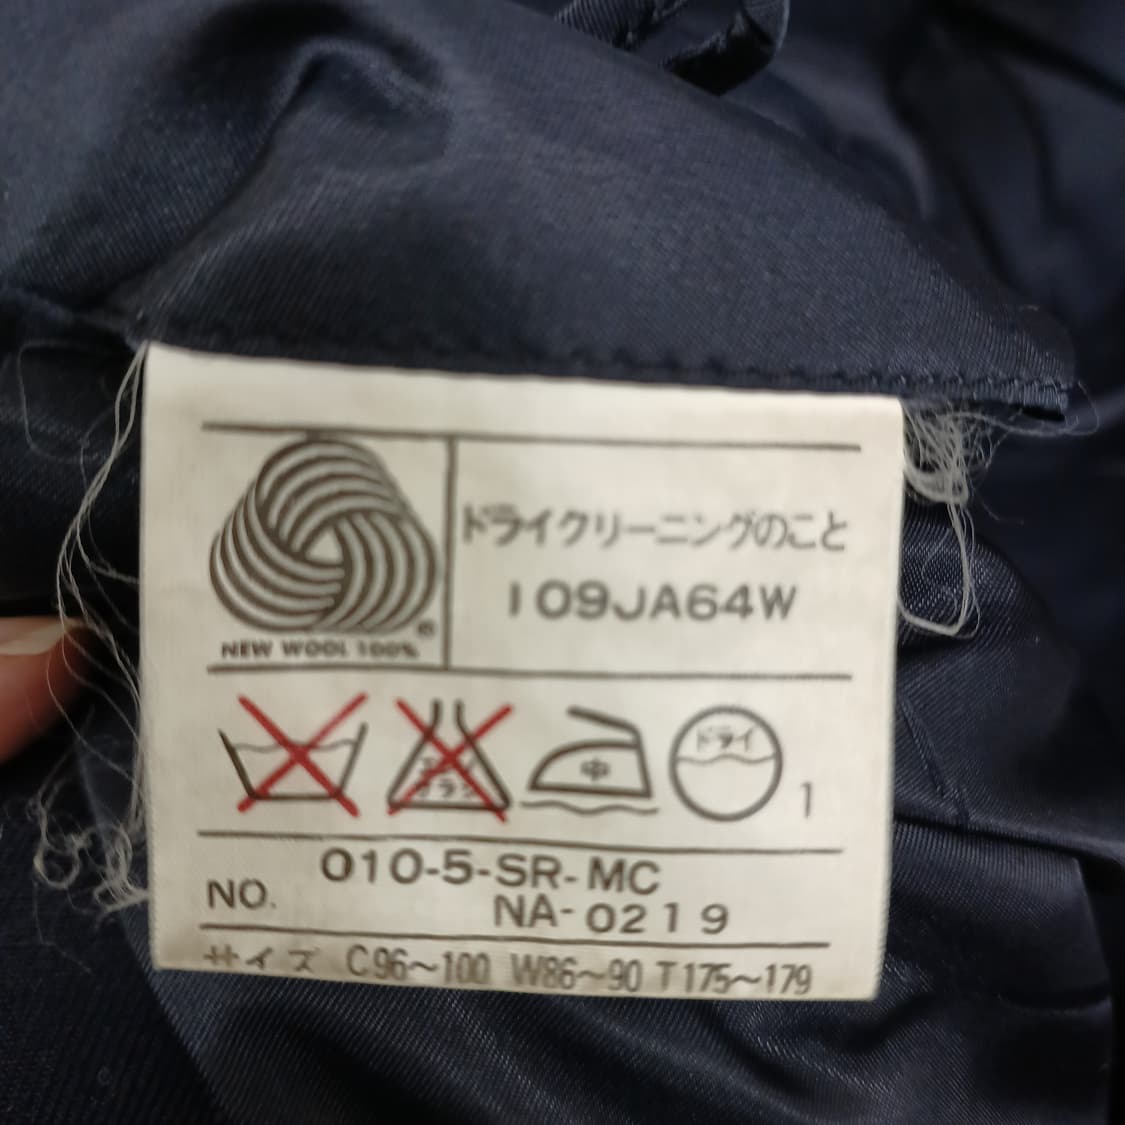 ドライクリーニングのこと
109JA64W
NEW WOOL 100%
中
ドライ
1
010-5-SR-MC
NO.
NA-0219
サイズ C96~100 W86~90 T175~179